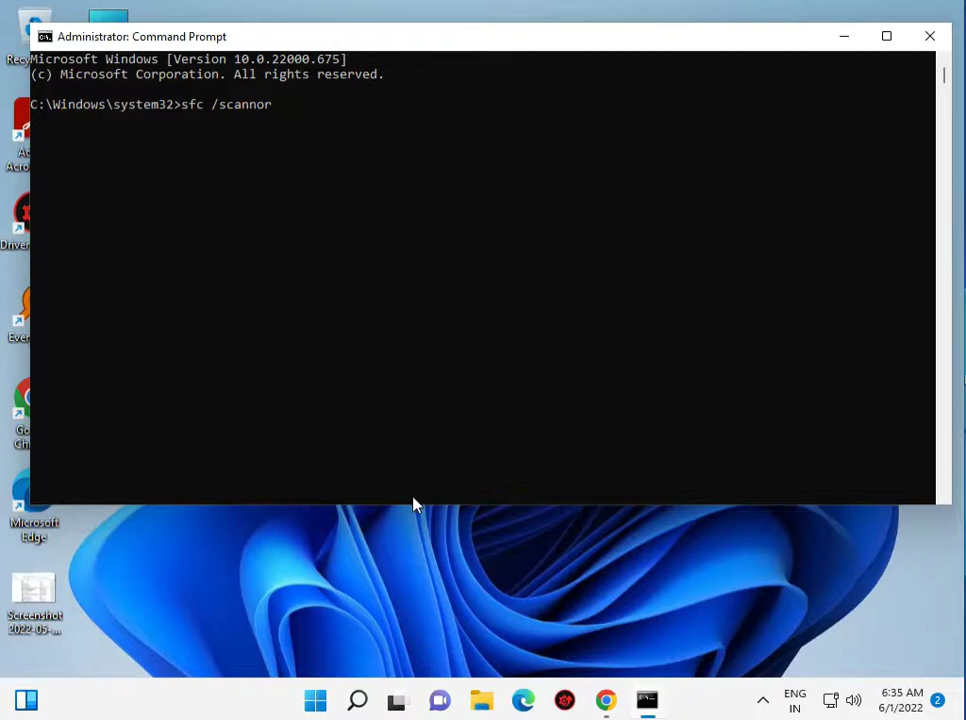 Administrator: Command Prompt
Microsoft Windows [Version 10.0.22000.675]
(c) Microsoft Corporation. All rights reserved.
C:\Windows\system32>sfc /scannor
Microsoft
Edge
Screenshot
2022-05-...
ENG
IN
6:35 AM
6/1/2022
2